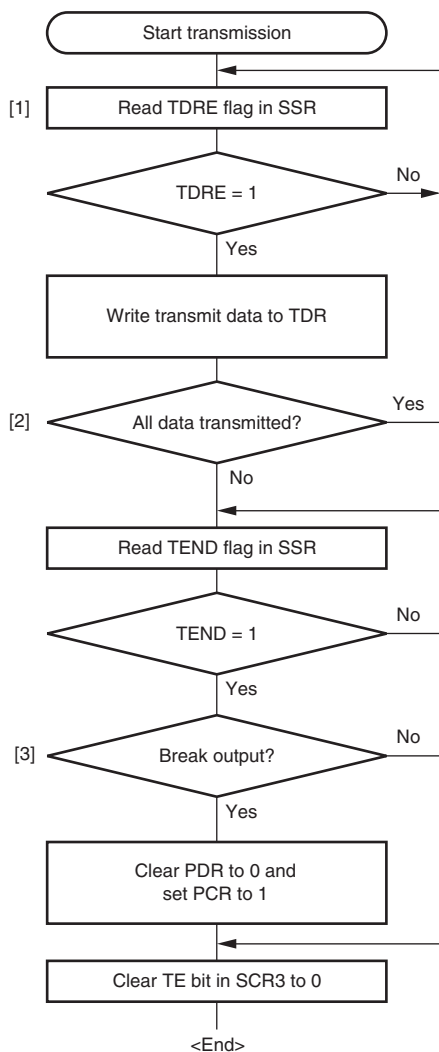 Start transmission
[1]
Read TDRE flag in SSR
TDRE = 1
No
Yes
Write transmit data to TDR
[2]
All data transmitted?
Yes
No
Read TEND flag in SSR
TEND = 1
No
Yes
[3]
Break output?
No
Yes
Clear PDR to 0 and
set PCR to 1
Clear TE bit in SCR3 to 0
<End>